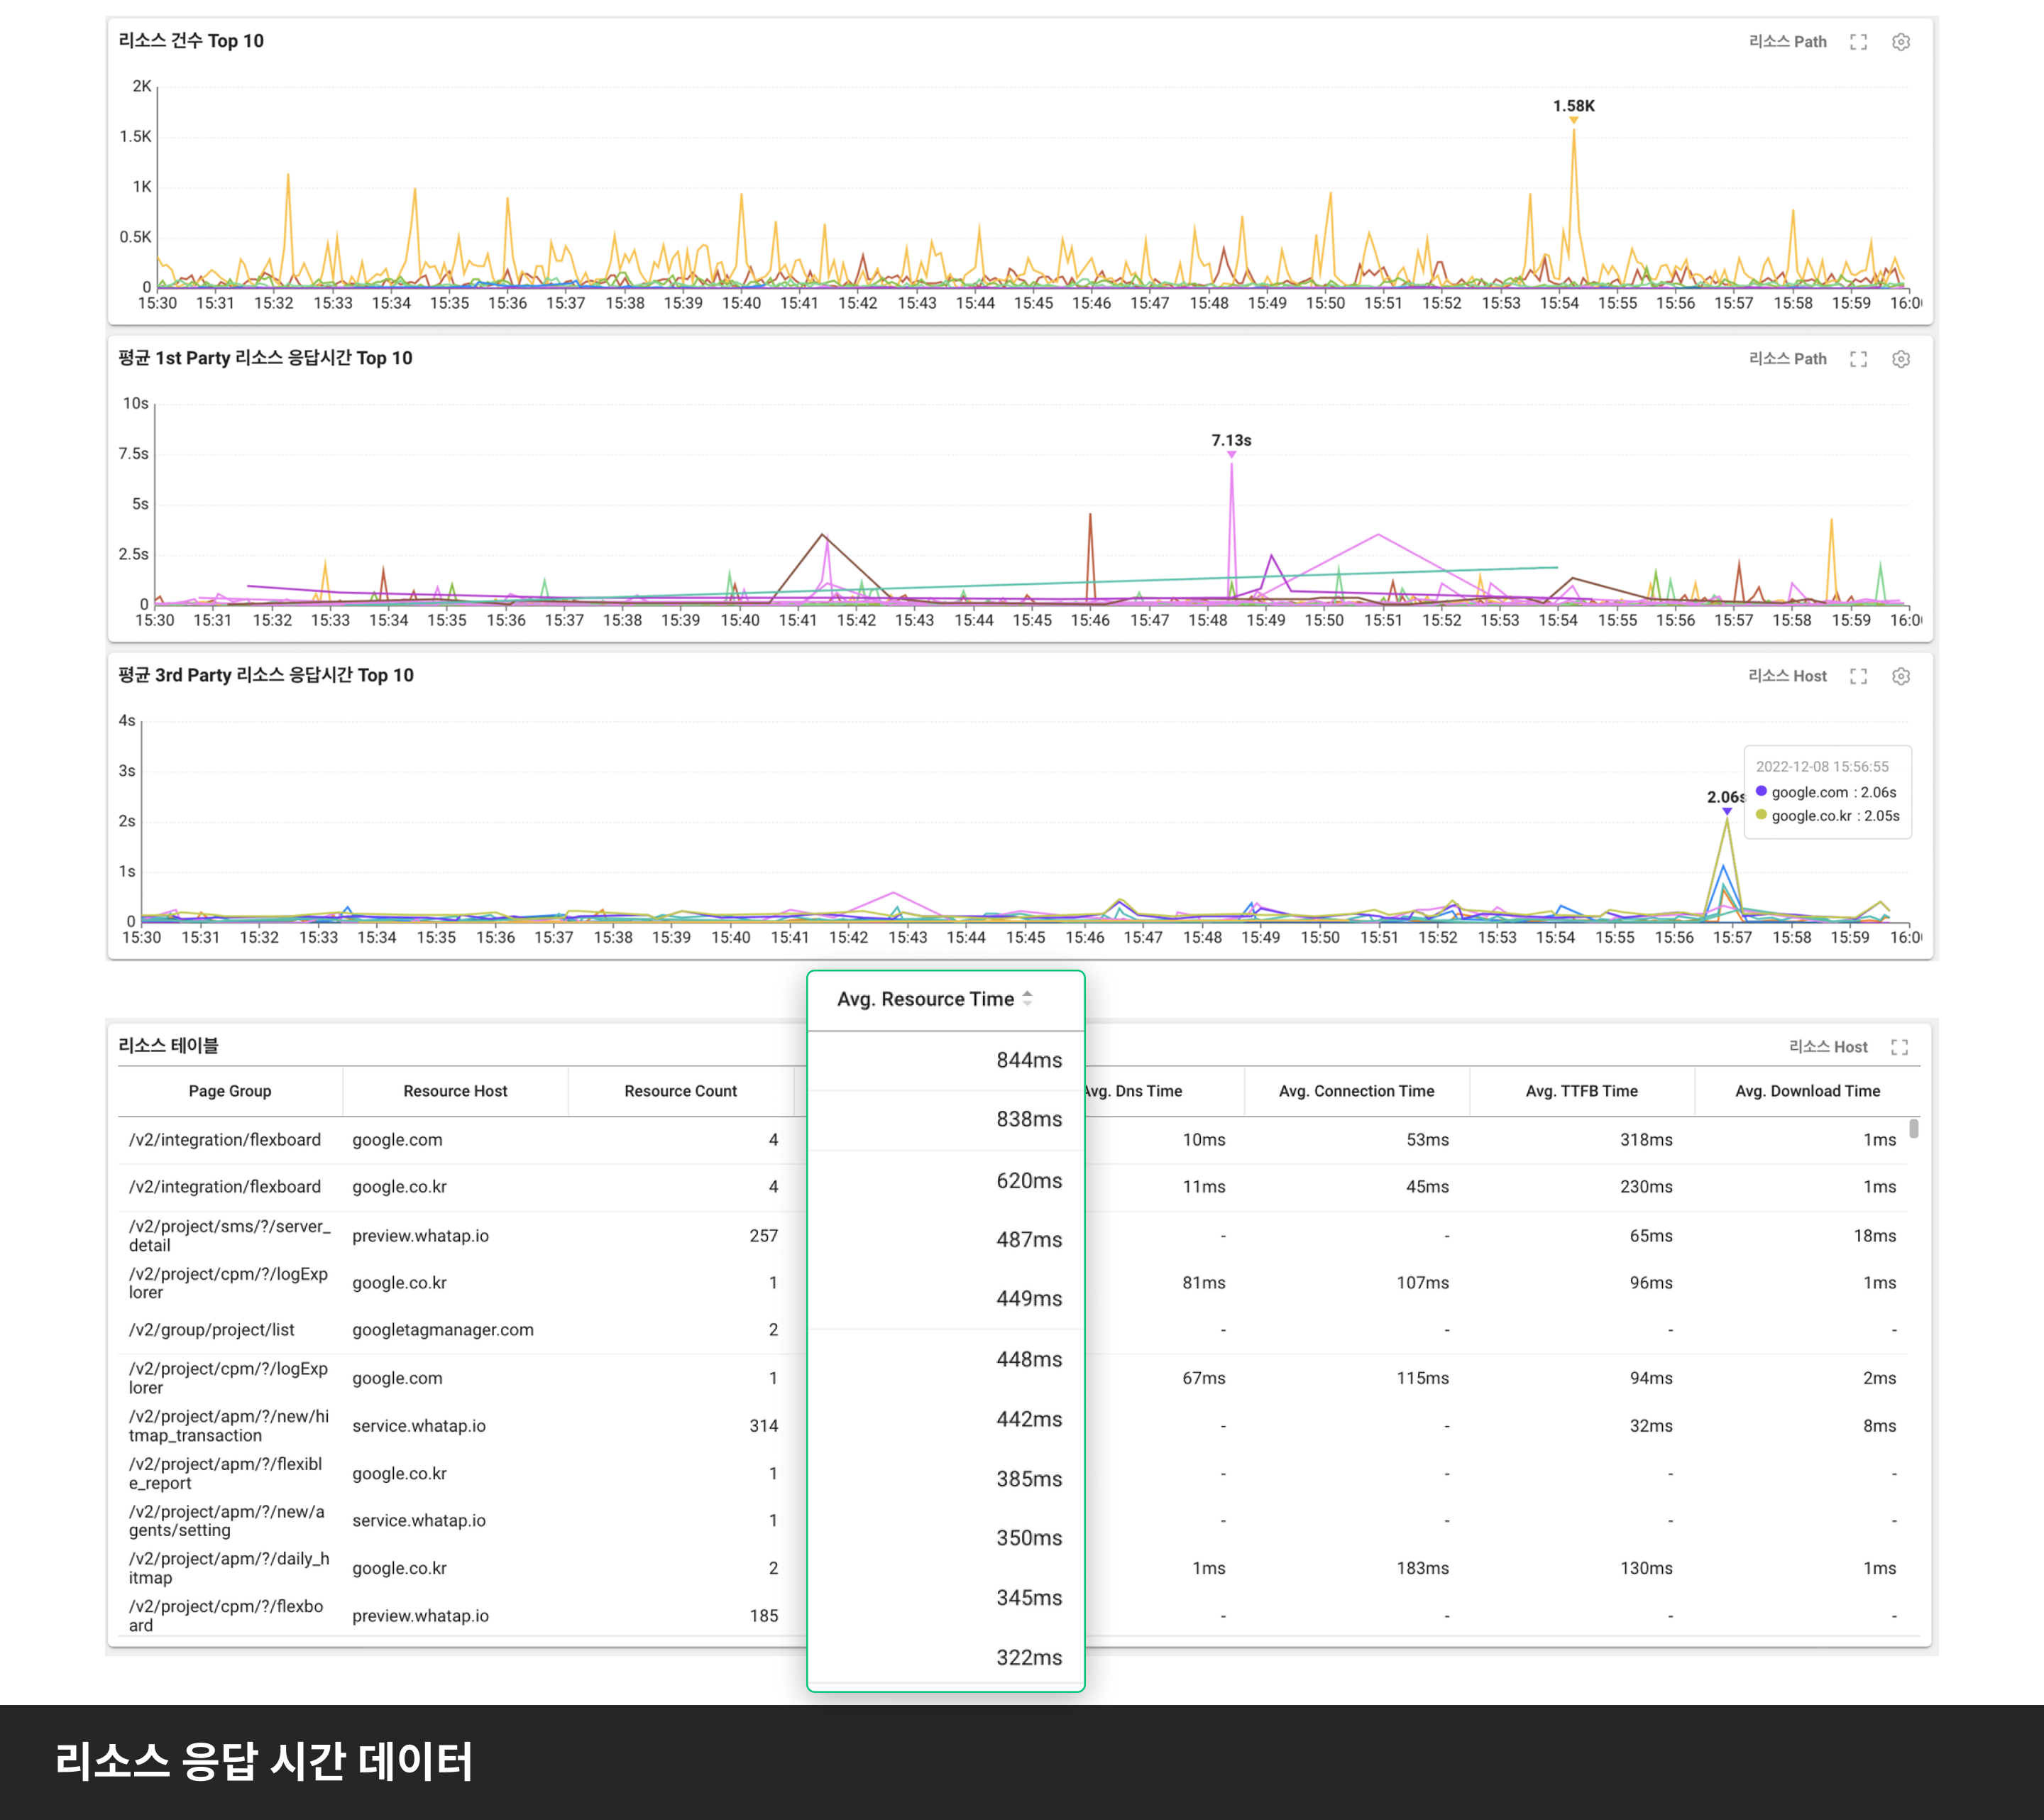 리소스 건수 Top 10
리소스 Path
2K
1.5K
1K
0.5K
0
1.58K
15:30 15:31 15:32 15:33 15:34 15:35 15:36 15:37 15:38 15:39 15:40 15:41 15:42 15:43 15:44 15:45 15:46 15:47 15:48 15:49 15:50 15:51 15:52 15:53 15:54 15:55 15:56 15:57 15:58 15:59 16:0
평균 1st Party 리소스 응답시간 Top 10
리소스 Path
10s
7.5s
5s
2.5s
0
7.13s
15:30 15:31 15:32 15:33 15:34 15:35 15:36 15:37 15:38 15:39 15:40 15:41 15:42 15:43 15:44 15:45 15:46 15:47 15:48 15:49 15:50 15:51 15:52 15:53 15:54 15:55 15:56 15:57 15:58 15:59 16:0
평균 3rd Party 리소스 응답시간 Top 10
리소스 Host
4s
3s
2s
1s
0
2.06s
2022-12-08 15:56:55
google.com : 2.06s
google.co.kr : 2.05s
15:30 15:31 15:32 15:33 15:34 15:35 15:36 15:37 15:38 15:39 15:40 15:41 15:42 15:43 15:44 15:45 15:46 15:47 15:48 15:49 15:50 15:51 15:52 15:53 15:54 15:55 15:56 15:57 15:58 15:59 16:0
리소스 테이블
리소스 Host
Page Group Resource Host Resource Count Avg. Resource Time Avg. Dns Time Avg. Connection Time Avg. TTFB Time Avg. Download Time
/v2/integration/flexboard google.com 4 844ms 10ms 53ms 318ms 1ms
/v2/integration/flexboard google.co.kr 4 838ms 11ms 45ms 230ms 1ms
/v2/project/sms/?/server_
detail preview.whatap.io 257 620ms - - 65ms 18ms
/v2/project/cpm/?/logExp
lorer google.co.kr 1 487ms 81ms 107ms 96ms 1ms
/v2/group/project/list googletagmanager.com 2 449ms - - - -
/v2/project/cpm/?/logExp
lorer google.com 1 448ms 67ms 115ms 94ms 2ms
/v2/project/apm/?/new/hi
tmap_transaction service.whatap.io 314 442ms - - 32ms 8ms
/v2/project/apm/?/flexibl
e_report google.co.kr 1 385ms - - - -
/v2/project/apm/?/new/a
gents/setting service.whatap.io 1 350ms - - - -
/v2/project/apm/?/daily_h
itmap google.co.kr 2 345ms 1ms 183ms 130ms 1ms
/v2/project/cpm/?/flexbo
ard preview.whatap.io 185 322ms - - - -
리소스 응답 시간 데이터